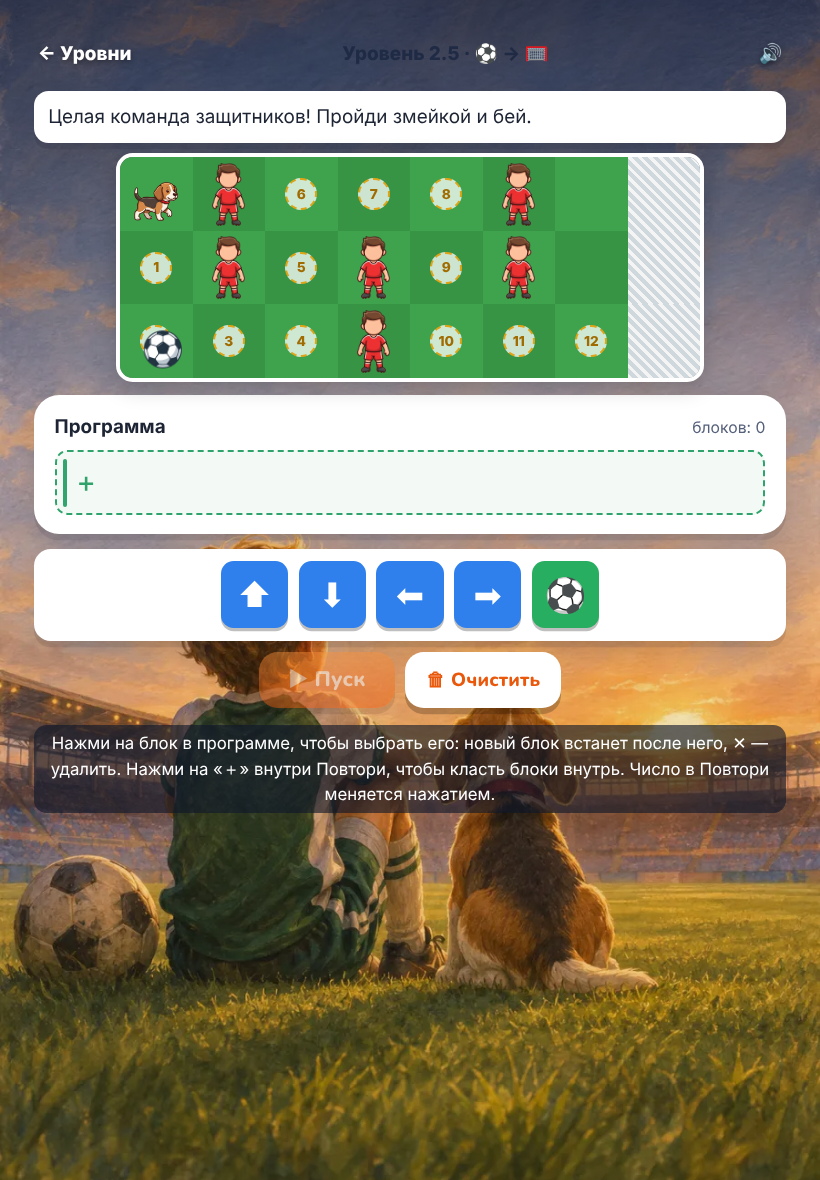 ← Уровни
Уровень 2.5 · ⚽ → 🥅
Целая команда защитников! Пройди змейкой и бей.
6 7 8
1 5 9
3 4 10 11 12
Программа
блоков: 0
+
Пуск
Очистить
Нажми на блок в программе, чтобы выбрать его: новый блок встанет после него, ✕ —
удалить. Нажми на «+» внутри Повтори, чтобы класть блоки внутрь. Число в Повтори
меняется нажатием.